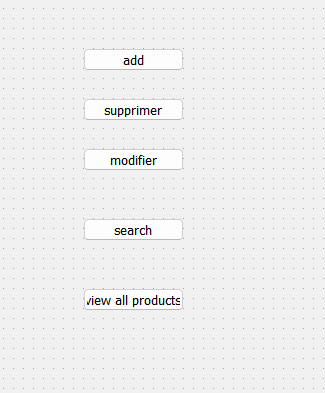 add
supprimer
modifier
search
view all products